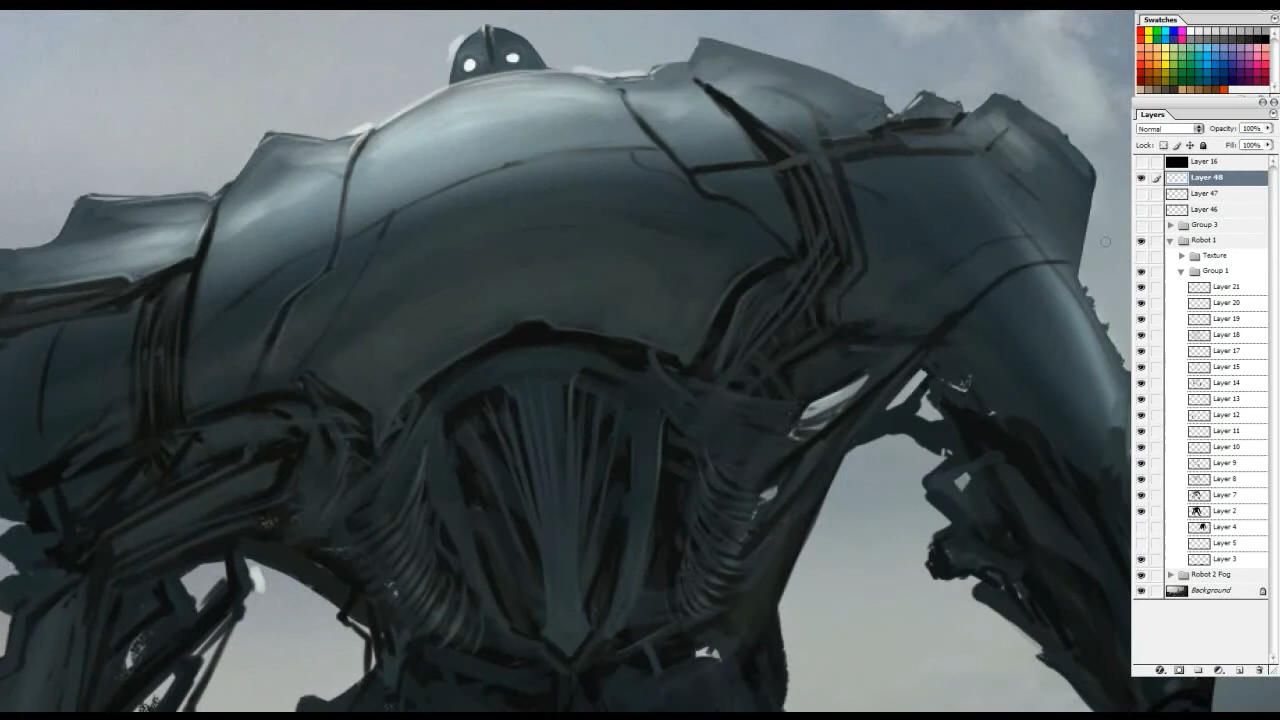 Swatches
Layers
Normal Opacity: 100%
Lock: Fill: 100%
Layer 16
Layer 48
Layer 47
Layer 46
Group 3
Robot 1
Texture
Group 1
Layer 21
Layer 20
Layer 19
Layer 18
Layer 17
Layer 15
Layer 14
Layer 13
Layer 12
Layer 11
Layer 10
Layer 9
Layer 8
Layer 7
Layer 2
Layer 4
Layer 5
Layer 3
Robot 2 Fog
Background